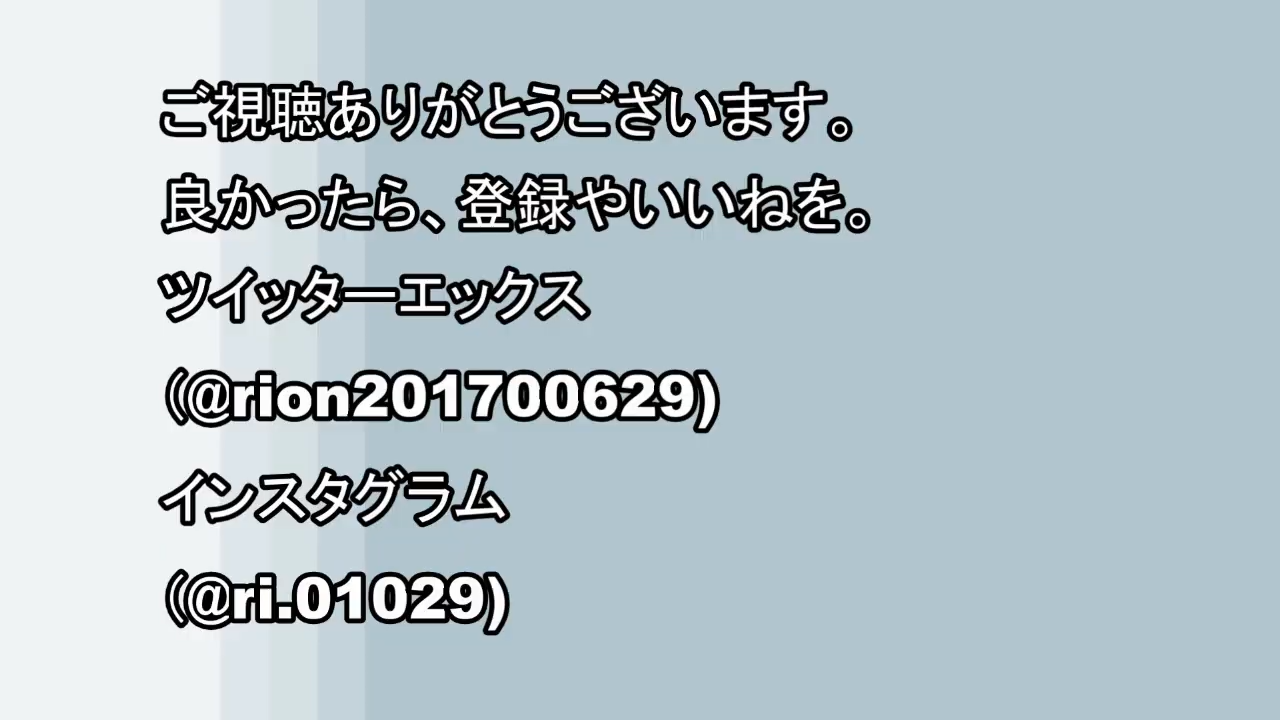 ご視聴ありがとうございます。
良かったら、登録やいいねを。
ツイッターエックス
(@rion201700629)
インスタグラム
(@ri.01029)